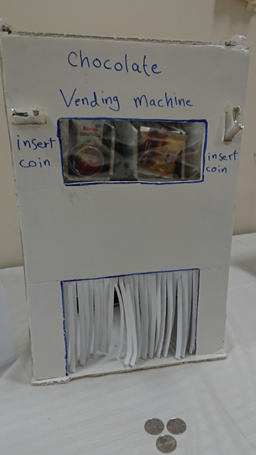 Chocolate
Vending machine
insert
coin
insert
coin